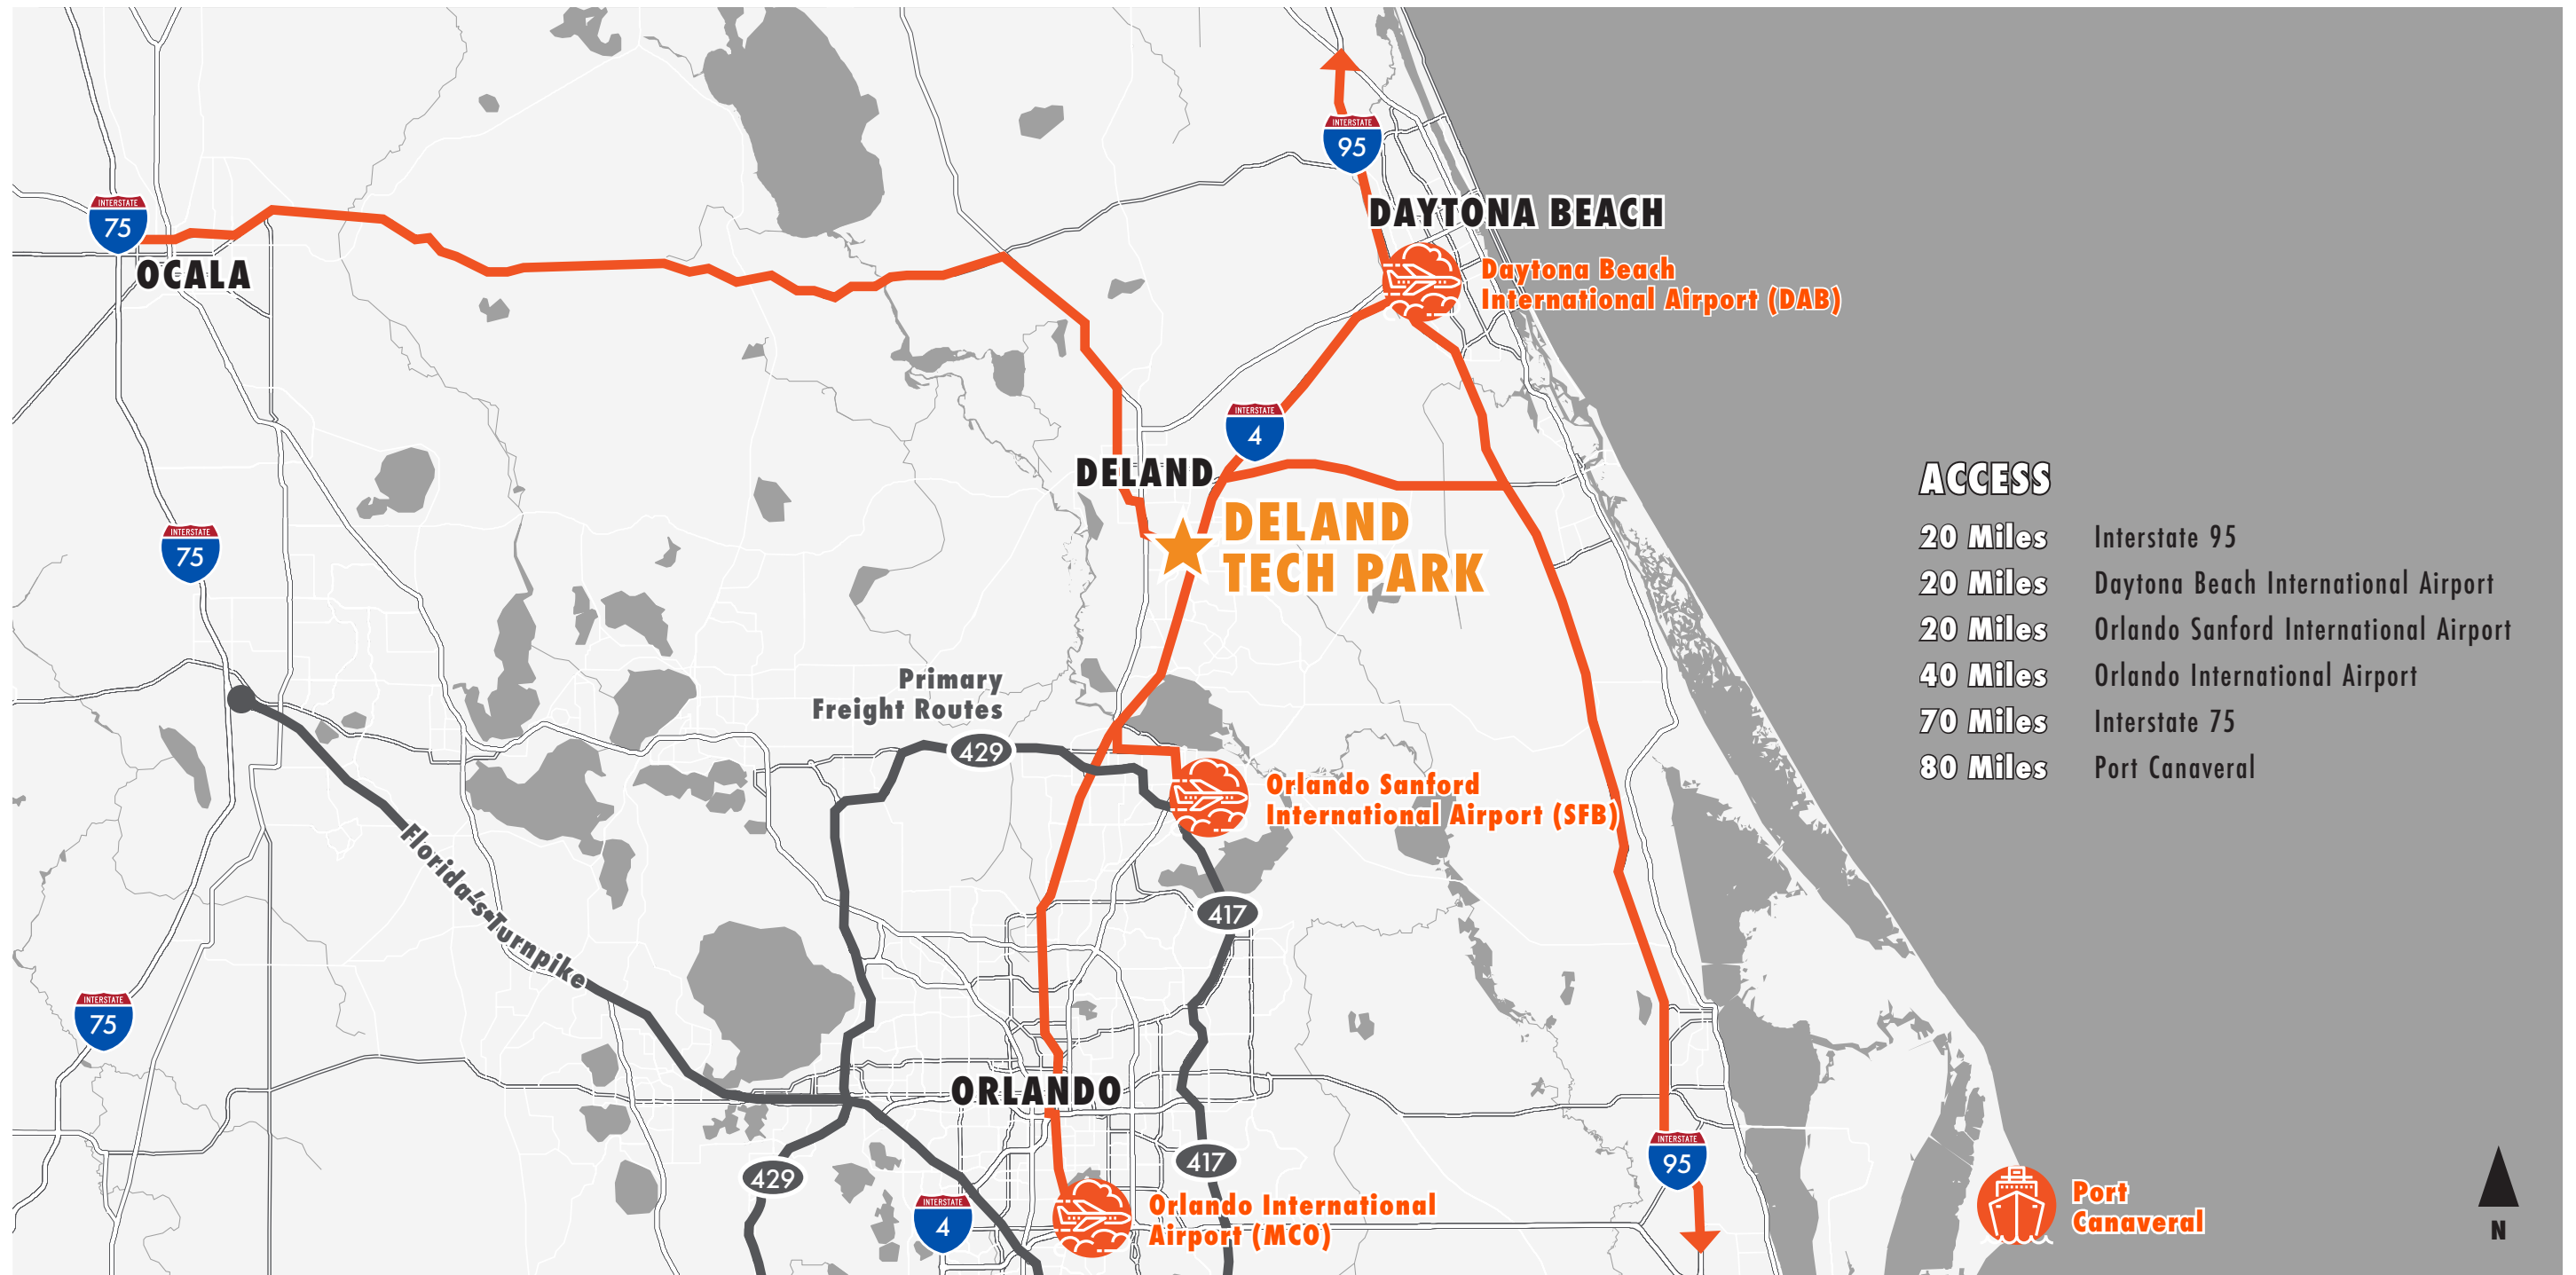 INTERSTATE
95
DAYTONA BEACH
INTERSTATE
75
OCALA
Daytona Beach
International Airport (DAB)
INTERSTATE
4
DELAND
DELAND
TECH PARK
INTERSTATE
75
ACCESS
20 Miles Interstate 95
20 Miles Daytona Beach International Airport
20 Miles Orlando Sanford International Airport
40 Miles Orlando International Airport
70 Miles Interstate 75
80 Miles Port Canaveral
Primary
Freight Routes
429
Orlando Sanford
International Airport (SFB)
Florida's Turnpike
417
INTERSTATE
75
ORLANDO
INTERSTATE
95
417
429
INTERSTATE
4
Orlando International
Airport (MCO)
Port
Canaveral
N